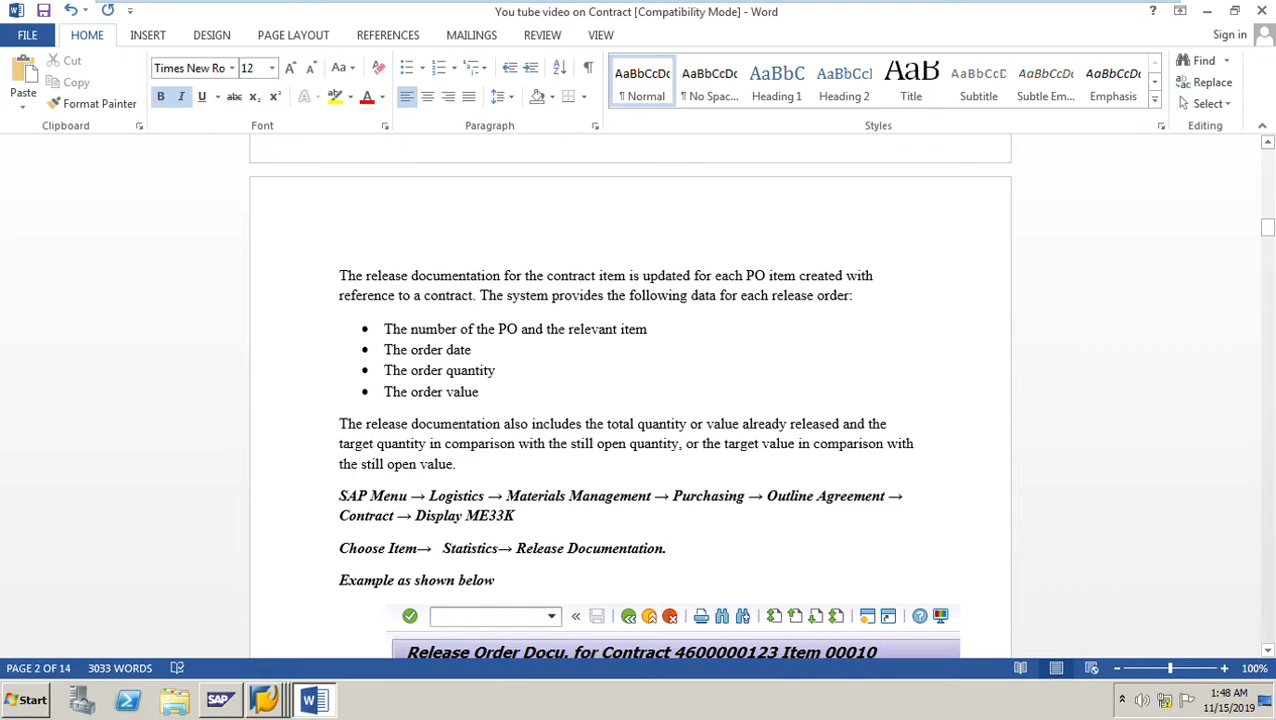 You tube video on Contract [Compatibility Mode] - Word
FILE HOME INSERT DESIGN PAGE LAYOUT REFERENCES MAILINGS REVIEW VIEW Sign in
Cut
Copy
Paste Format Painter
Times New Ro 12
AaBbCcDc AaBbCcDc AaBbC AaBbCc AaB AaBbCcD AaBbCcDc AaBbCcDc
¶ Normal ¶ No Spac... Heading 1 Heading 2 Title Subtitle Subtle Em... Emphasis
Find
Replace
Select
Clipboard Font Paragraph Styles Editing
The release documentation for the contract item is updated for each PO item created with
reference to a contract. The system provides the following data for each release order:
• The number of the PO and the relevant item
• The order date
• The order quantity
• The order value
The release documentation also includes the total quantity or value already released and the
target quantity in comparison with the still open quantity, or the target value in comparison with
the still open value.
SAP Menu → Logistics → Materials Management → Purchasing → Outline Agreement →
Contract → Display ME33K
Choose Item→ Statistics→ Release Documentation.
Example as shown below
Release Order Docu. for Contract 4600000123 Item 00010
PAGE 2 OF 14 3033 WORDS 100%
Start SAP 1:48 AM
11/15/2019